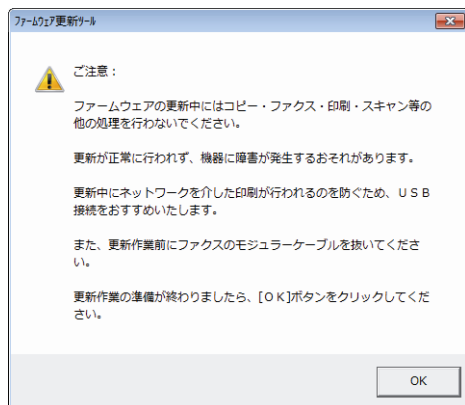 ﾌｧｰﾑｳｪｱ更新ﾂｰﾙ
ご注意：
ファームウェアの更新中にはコピー・ファクス・印刷・スキャン等の
他の処理を行わないでください。
更新が正常に行われず、機器に障害が発生するおそれがあります。
更新中にネットワークを介した印刷が行われるのを防ぐため、ＵＳＢ
接続をおすすめいたします。
また、更新作業前にファクスのモジュラーケーブルを抜いてくださ
い。
更新作業の準備が終わりましたら、[ＯＫ]ボタンをクリックしてくだ
さい。
OK